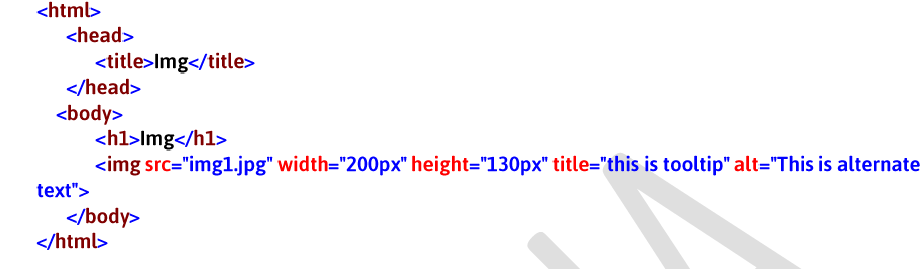 <html>
<head>
<title>Img</title>
</head>
<body>
<h1>Img</h1>
<img src="img1.jpg" width="200px" height="130px" title="this is tooltip" alt="This is alternate
text">
</body>
</html>